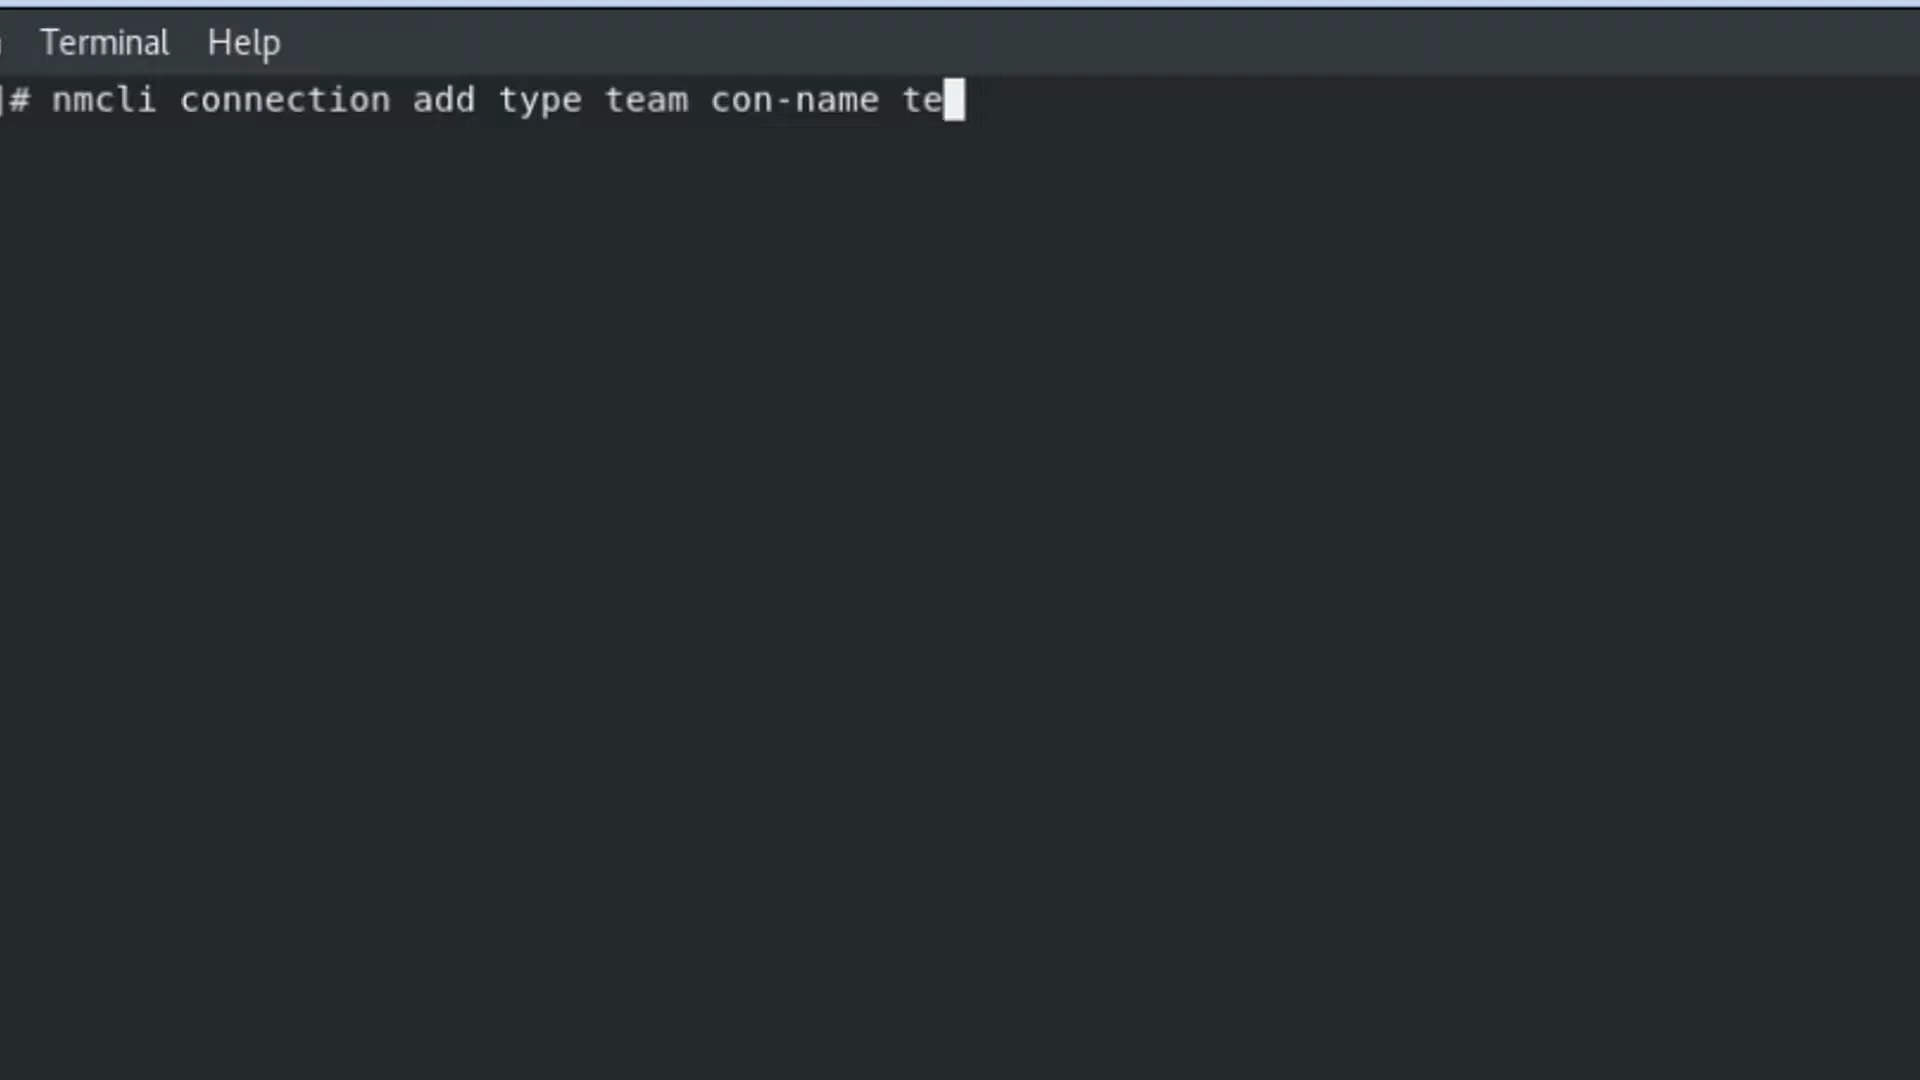 Terminal Help
]# nmcli connection add type team con-name te